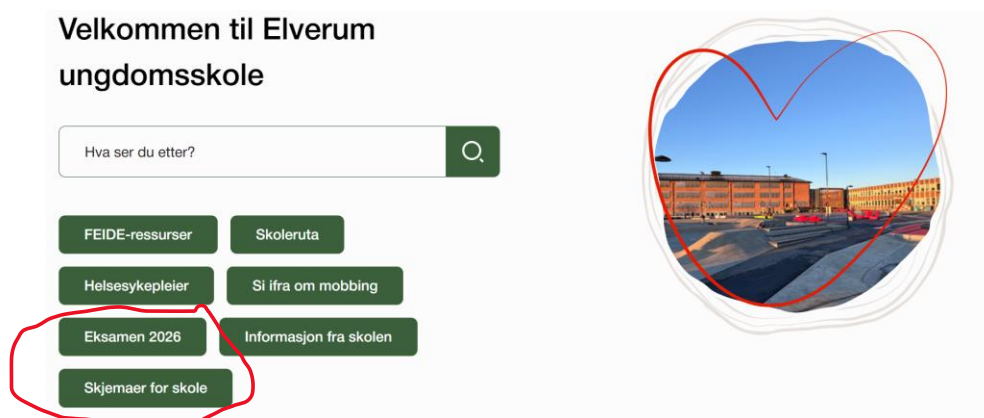 Velkommen til Elverum
ungdomsskole
Hva ser du etter?
FEIDE-ressurser
Skoleruta
Helsesykepleier
Si ifra om mobbing
Eksamen 2026
Informasjon fra skolen
Skjemaer for skole